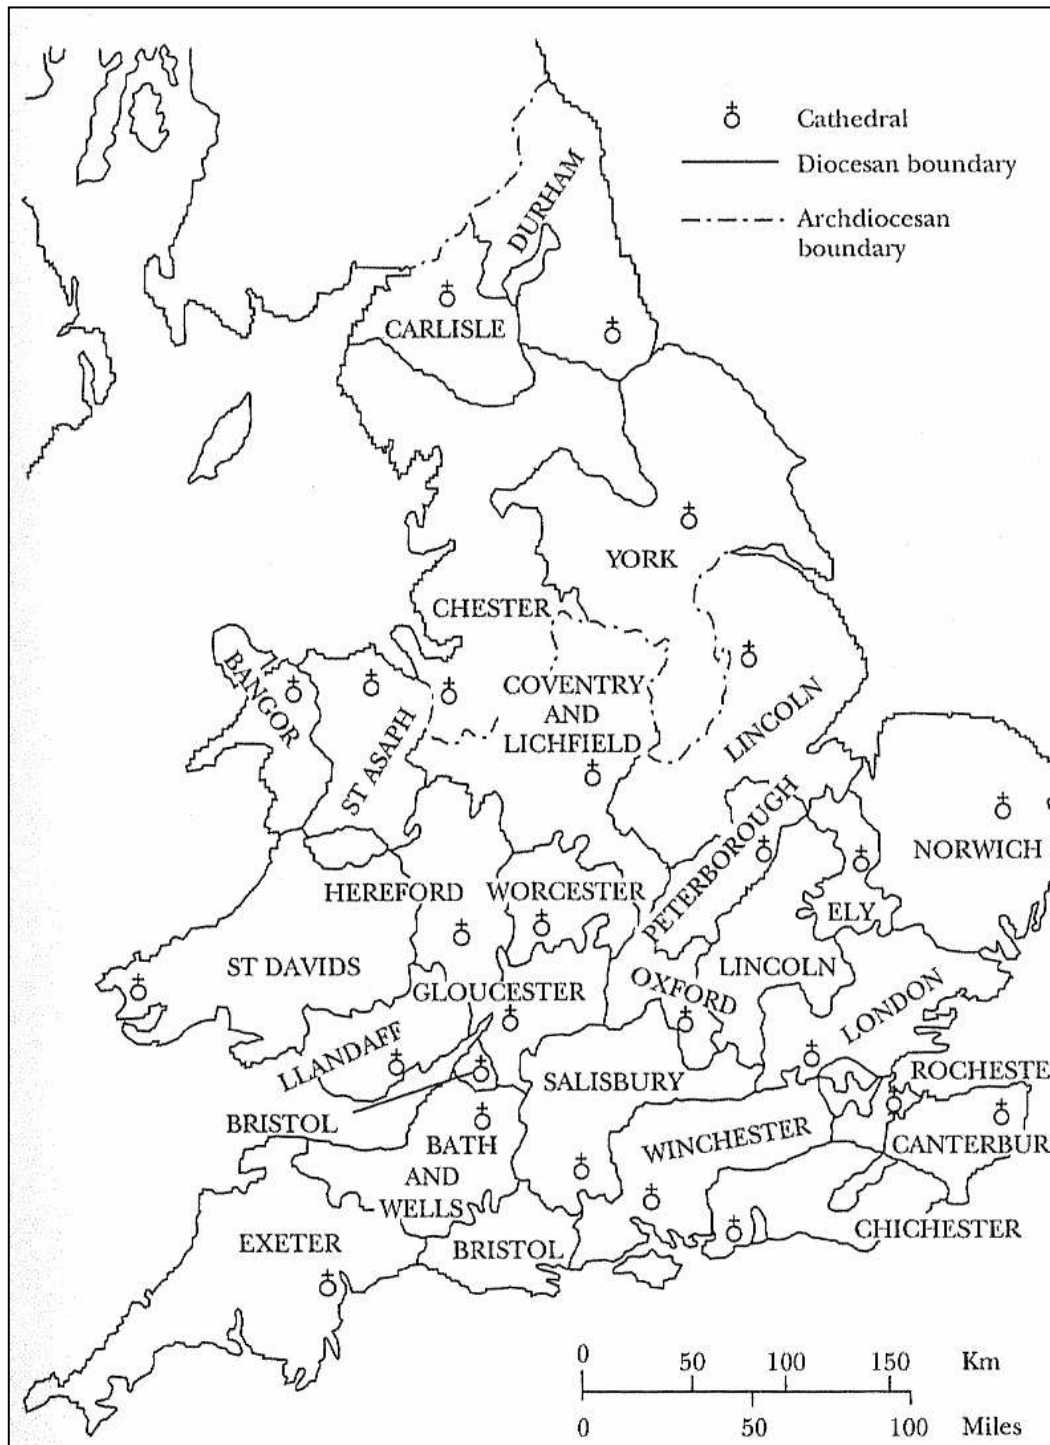 Cathedral
Diocesan boundary
Archdiocesan
boundary
DURHAM
CARLISLE
YORK
CHESTER
BANGOR
ST ASAPH
COVENTRY
AND
LICHFIELD
LINCOLN
PETERBOROUGH
NORWICH
HEREFORD
WORCESTER
ELY
ST DAVIDS
GLOUCESTER
OXFORD
LINCOLN
LONDON
LLANDAFF
SALISBURY
ROCHESTE
BRISTOL
BATH
AND
WELLS
WINCHESTER
CANTERBUR
EXETER
BRISTOL
CHICHESTER
0 50 100 150 Km
0 50 100 Miles